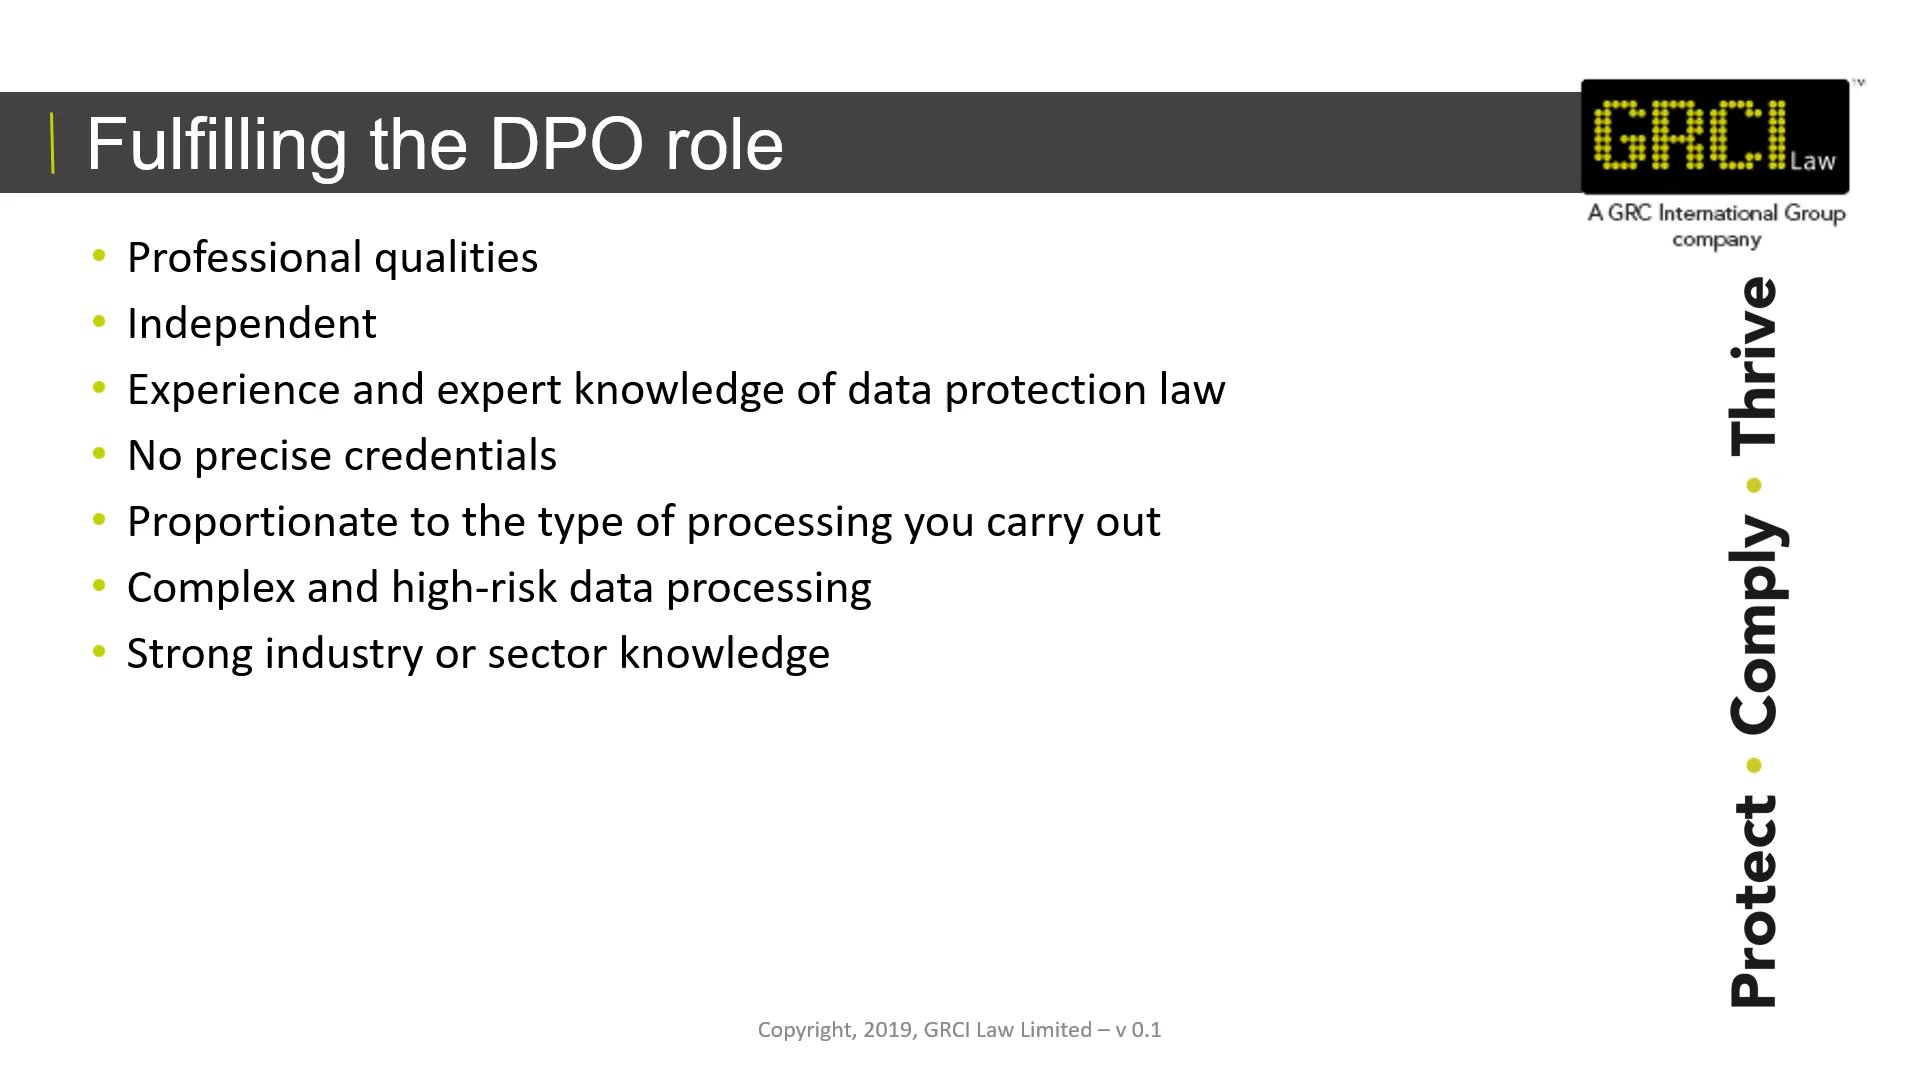 Fulfilling the DPO role
GRCI Law
TM
A GRC International Group
company
• Professional qualities
• Independent
• Experience and expert knowledge of data protection law
• No precise credentials
• Proportionate to the type of processing you carry out
• Complex and high-risk data processing
• Strong industry or sector knowledge
Protect • Comply • Thrive
Copyright, 2019, GRCI Law Limited – v 0.1